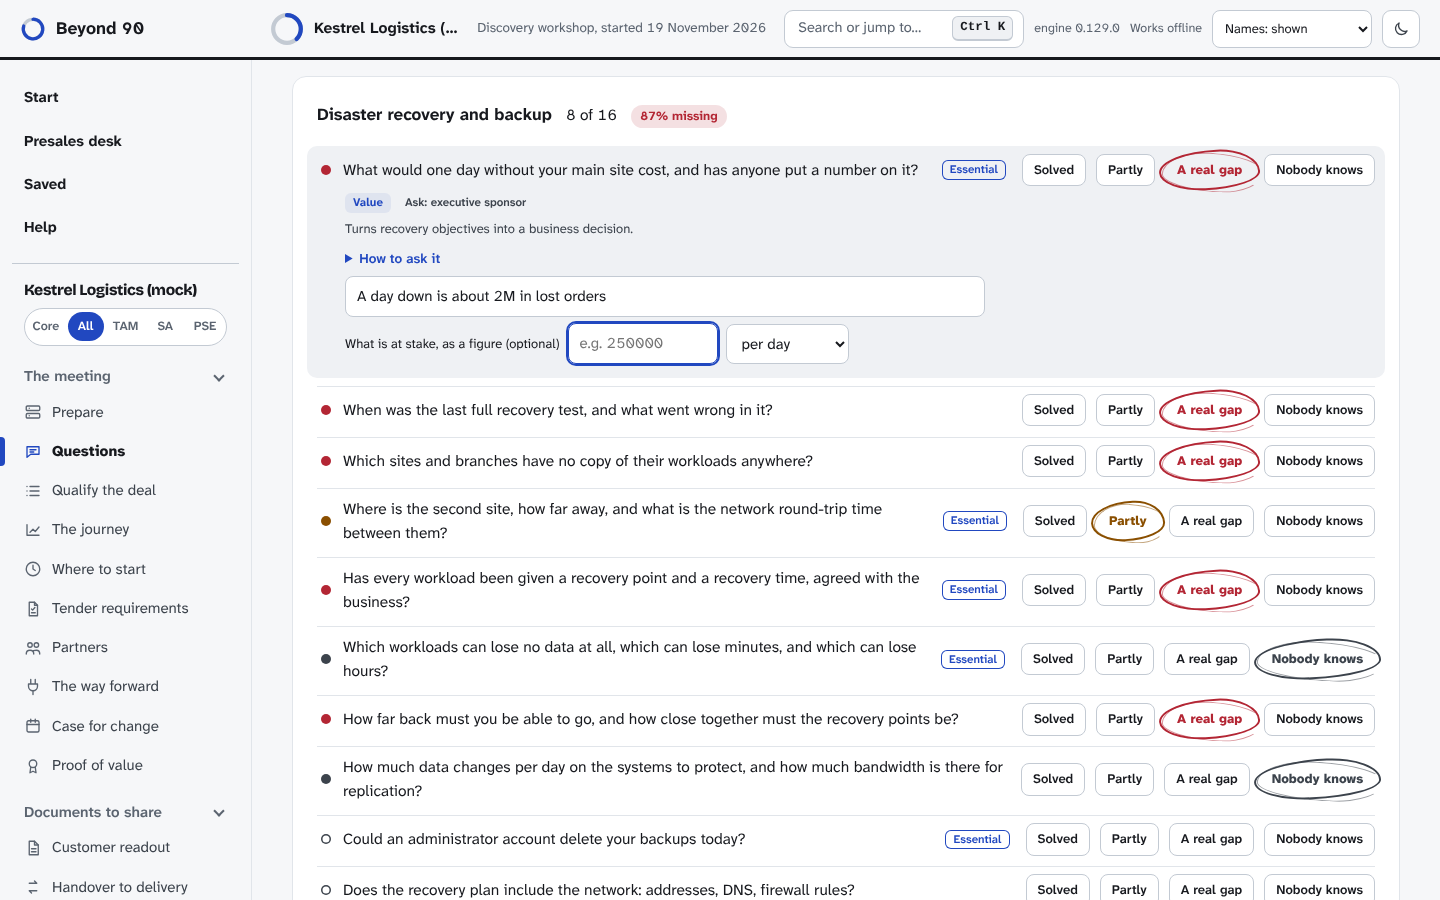 Beyond 90
Kestrel Logistics (...
Discovery workshop, started 19 November 2026
Search or jump to...
Ctrl K
engine 0.129.0
Works offline
Names: shown
Start
Presales desk
Saved
Help
Kestrel Logistics (mock)
Core All TAM SA PSE
The meeting
Prepare
Questions
Qualify the deal
The journey
Where to start
Tender requirements
Partners
The way forward
Case for change
Proof of value
Documents to share
Customer readout
Handover to delivery
Disaster recovery and backup 8 of 16 87% missing
What would one day without your main site cost, and has anyone put a number on it? Essential Solved Partly A real gap Nobody knows
Value Ask: executive sponsor
Turns recovery objectives into a business decision.
How to ask it
A day down is about 2M in lost orders
What is at stake, as a figure (optional) e.g. 250000 per day
When was the last full recovery test, and what went wrong in it? Solved Partly A real gap Nobody knows
Which sites and branches have no copy of their workloads anywhere? Solved Partly A real gap Nobody knows
Where is the second site, how far away, and what is the network round-trip time
between them? Essential Solved Partly A real gap Nobody knows
Has every workload been given a recovery point and a recovery time, agreed with the
business? Essential Solved Partly A real gap Nobody knows
Which workloads can lose no data at all, which can lose minutes, and which can lose
hours? Essential Solved Partly A real gap Nobody knows
How far back must you be able to go, and how close together must the recovery points be? Solved Partly A real gap Nobody knows
How much data changes per day on the systems to protect, and how much bandwidth is there for
replication? Solved Partly A real gap Nobody knows
Could an administrator account delete your backups today? Essential Solved Partly A real gap Nobody knows
Does the recovery plan include the network: addresses, DNS, firewall rules? Solved Partly A real gap Nobody knows